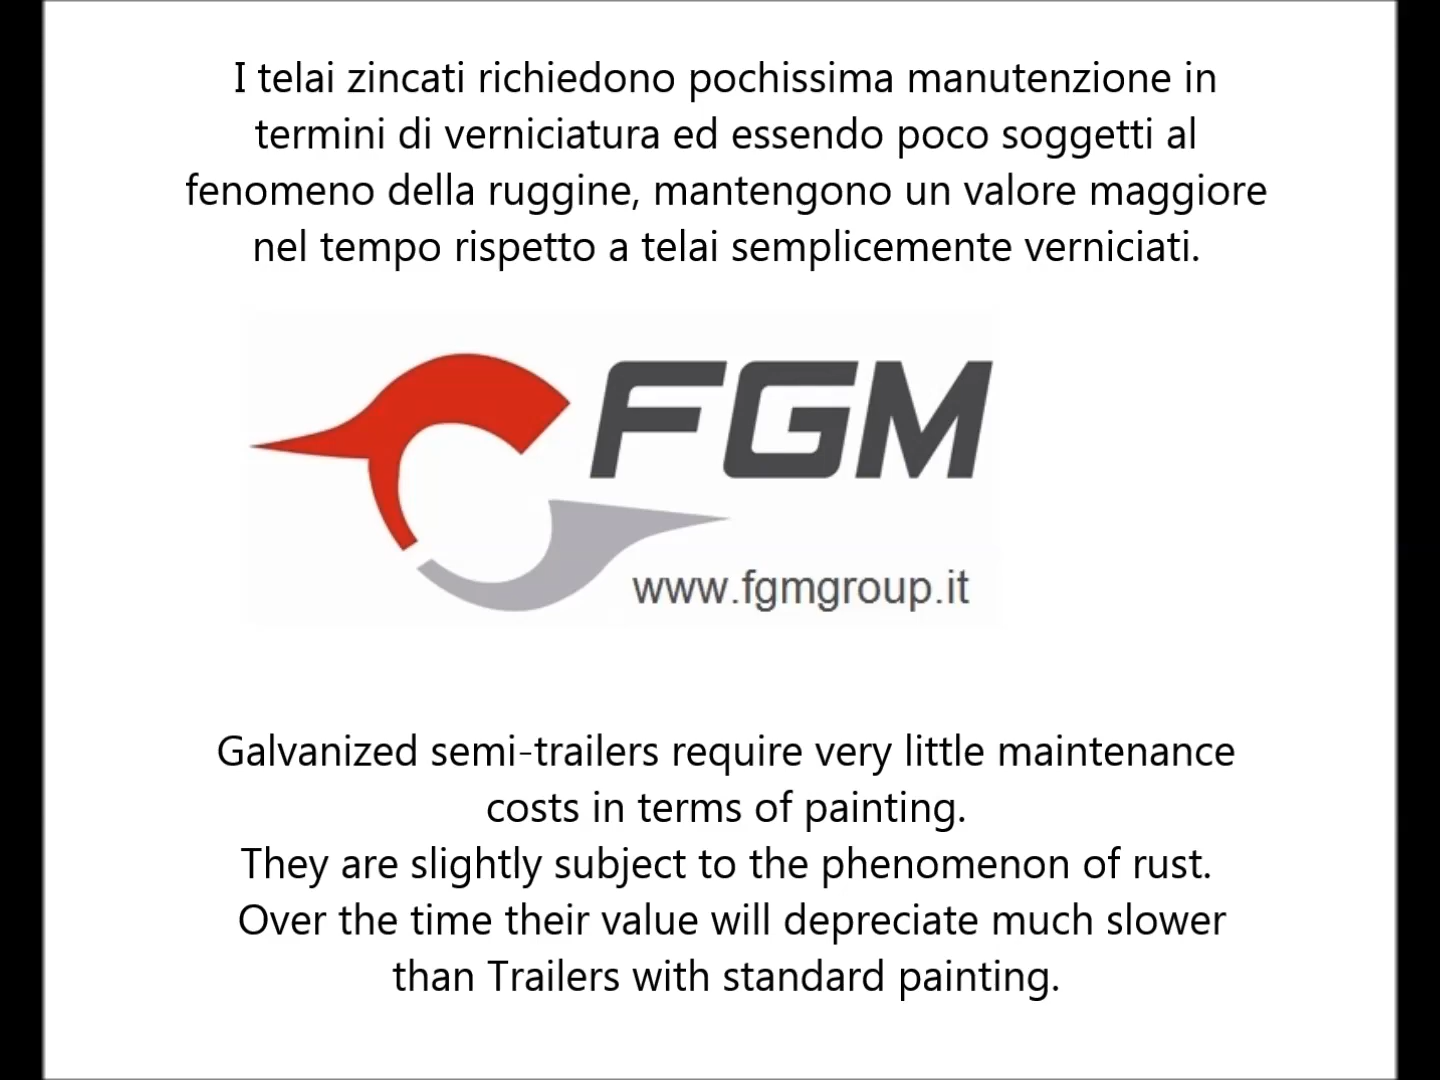 I telai zincati richiedono pochissima manutenzione in
termini di verniciatura ed essendo poco soggetti al
fenomeno della ruggine, mantengono un valore maggiore
nel tempo rispetto a telai semplicemente verniciati.
FGM
www.fgmgroup.it
Galvanized semi-trailers require very little maintenance
costs in terms of painting.
They are slightly subject to the phenomenon of rust.
Over the time their value will depreciate much slower
than Trailers with standard painting.